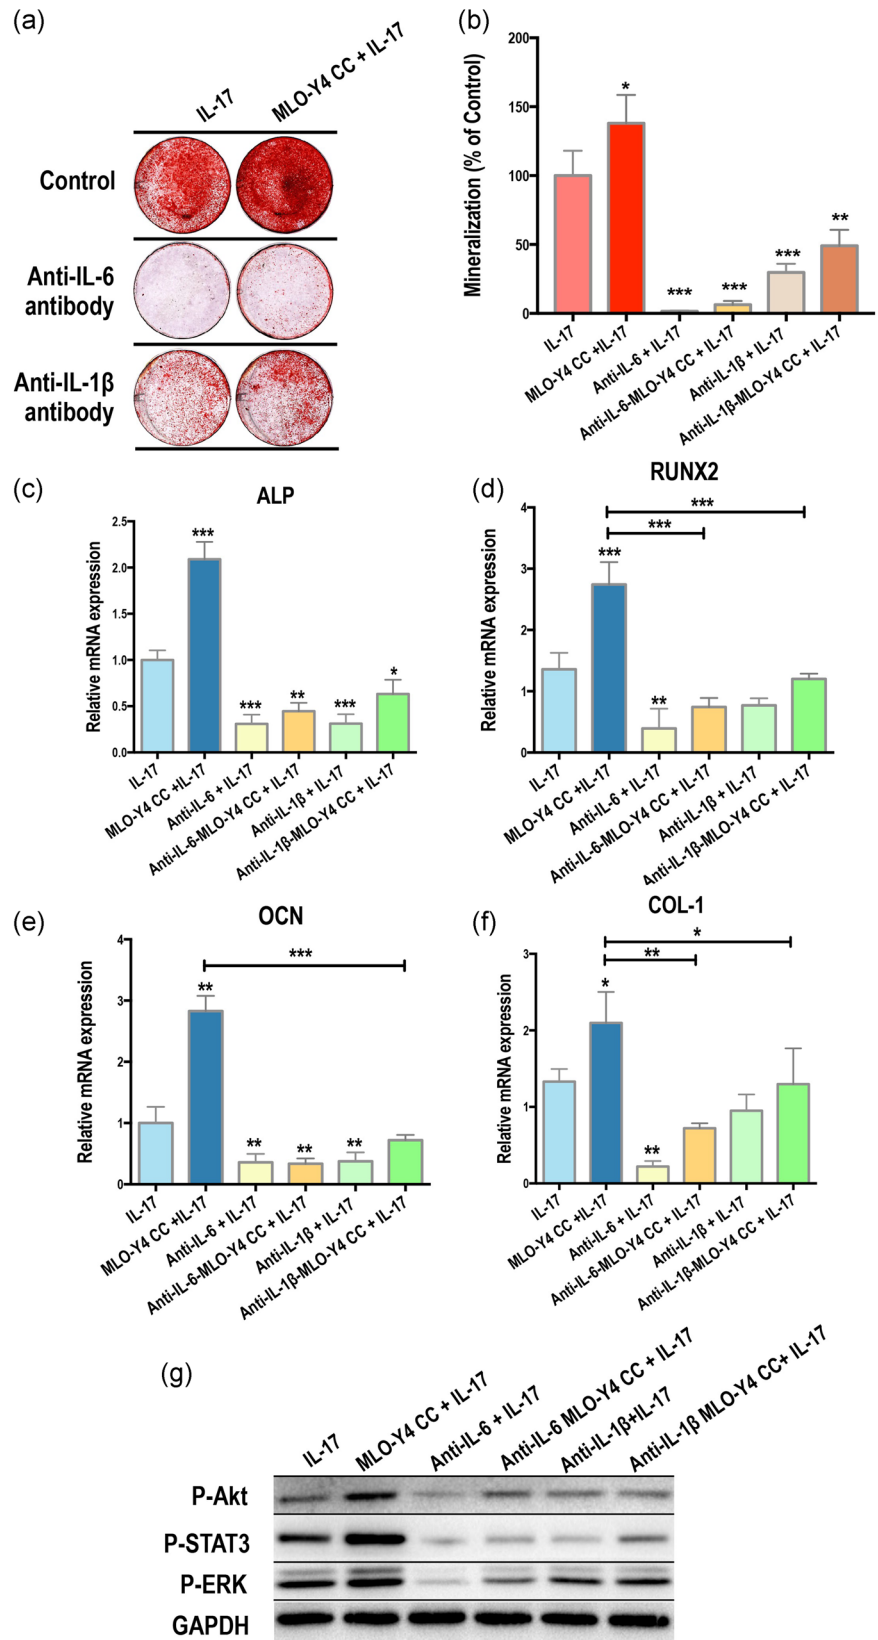 (a)
IL-17
MLO-Y4 CC + IL-17
Control
Anti-IL-6
antibody
Anti-IL-1β
antibody
(b)
Mineralization (% of Control)
200
150
100
50
0
*
***
***
***
**
IL-17
MLO-Y4 CC +IL-17
Anti-IL-6 + IL-17
Anti-IL-6-MLO-Y4 CC + IL-17
Anti-IL-1β + IL-17
Anti-IL-1β-MLO-Y4 CC + IL-17
(c)
ALP
Relative mRNA expression
2.5
2.0
1.5
1.0
0.5
0.0
***
***
**
***
*
IL-17
MLO-Y4 CC +IL-17
Anti-IL-6 + IL-17
Anti-IL-6-MLO-Y4 CC + IL-17
Anti-IL-1β + IL-17
Anti-IL-1β-MLO-Y4 CC + IL-17
(d)
RUNX2
Relative mRNA expression
4
3
2
1
0
***
***
***
**
IL-17
MLO-Y4 CC +IL-17
Anti-IL-6 + IL-17
Anti-IL-6-MLO-Y4 CC + IL-17
Anti-IL-1β + IL-17
Anti-IL-1β-MLO-Y4 CC + IL-17
(e)
OCN
Relative mRNA expression
4
3
2
1
0
***
**
**
**
**
IL-17
MLO-Y4 CC +IL-17
Anti-IL-6 + IL-17
Anti-IL-6-MLO-Y4 CC + IL-17
Anti-IL-1β + IL-17
Anti-IL-1β-MLO-Y4 CC + IL-17
(f)
COL-1
Relative mRNA expression
3
2
1
0
*
**
*
**
IL-17
MLO-Y4 CC +IL-17
Anti-IL-6 + IL-17
Anti-IL-6-MLO-Y4 CC + IL-17
Anti-IL-1β + IL-17
Anti-IL-1β-MLO-Y4 CC + IL-17
(g)
IL-17
MLO-Y4 CC + IL-17
Anti-IL-6 + IL-17
Anti-IL-6 MLO-Y4 CC + IL-17
Anti-IL-1β+IL-17
Anti-IL-1β MLO-Y4 CC+ IL-17
P-Akt
P-STAT3
P-ERK
GAPDH